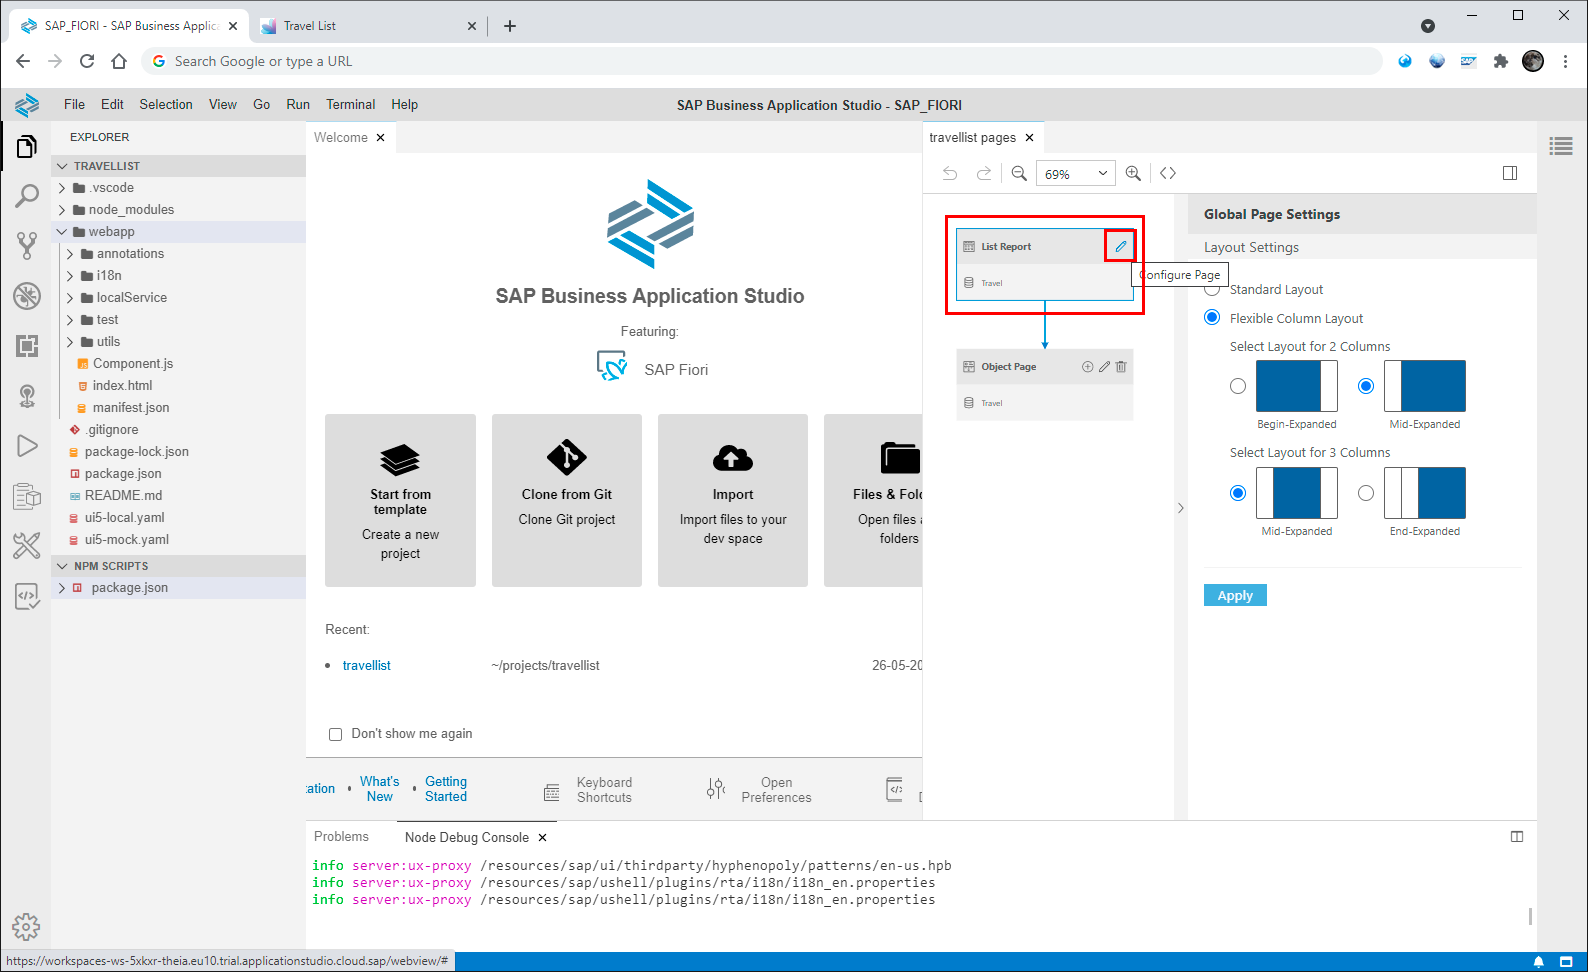 SAP_FIORI - SAP Business Applica
Travel List
Search Google or type a URL
File Edit Selection View Go Run Terminal Help
SAP Business Application Studio - SAP_FIORI
EXPLORER
TRAVELLIST
.vscode
node_modules
webapp
annotations
i18n
localService
test
utils
Component.js
index.html
manifest.json
.gitignore
package-lock.json
package.json
README.md
ui5-local.yaml
ui5-mock.yaml
NPM SCRIPTS
package.json
Welcome
SAP Business Application Studio
Featuring:
SAP Fiori
Start from
template
Create a new
project
Clone from Git
Clone Git project
Import
Import files to your
dev space
Files & Fol
Open files a
folders
Recent:
travellist ~/projects/travellist 26-05-20
Don't show me again
tation • What's New • Getting Started
Keyboard Shortcuts
Open Preferences
travellist pages
69%
List Report
Configure Page
Travel
Object Page
Travel
Global Page Settings
Layout Settings
Standard Layout
Flexible Column Layout
Select Layout for 2 Columns
Begin-Expanded Mid-Expanded
Select Layout for 3 Columns
Mid-Expanded End-Expanded
Apply
Problems Node Debug Console
info server:ux-proxy /resources/sap/ui/thirdparty/hyphenopoly/patterns/en-us.hpb
info server:ux-proxy /resources/sap/ushell/plugins/rta/i18n/i18n_en.properties
info server:ux-proxy /resources/sap/ushell/plugins/rta/i18n/i18n_en.properties
https://workspaces-ws-5xkxr-theia.eu10.trial.applicationstudio.cloud.sap/webview/#